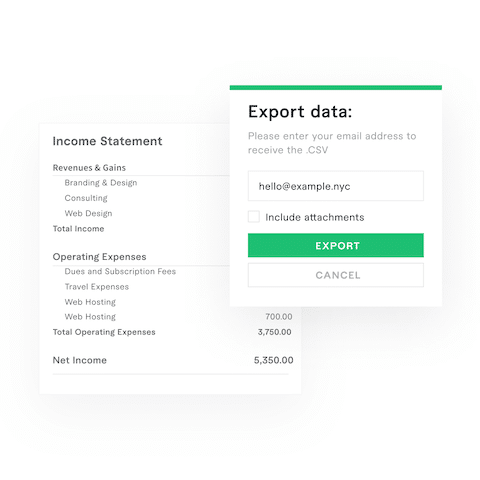 Export data:
Please enter your email address to
receive the .CSV
hello@example.nyc
Include attachments
EXPORT
CANCEL
Income Statement
Revenues & Gains
Branding & Design
Consulting
Web Design
Total Income
Operating Expenses
Dues and Subscription Fees
Travel Expenses
Web Hosting
Web Hosting 700.00
Total Operating Expenses 3,750.00
Net Income 5,350.00